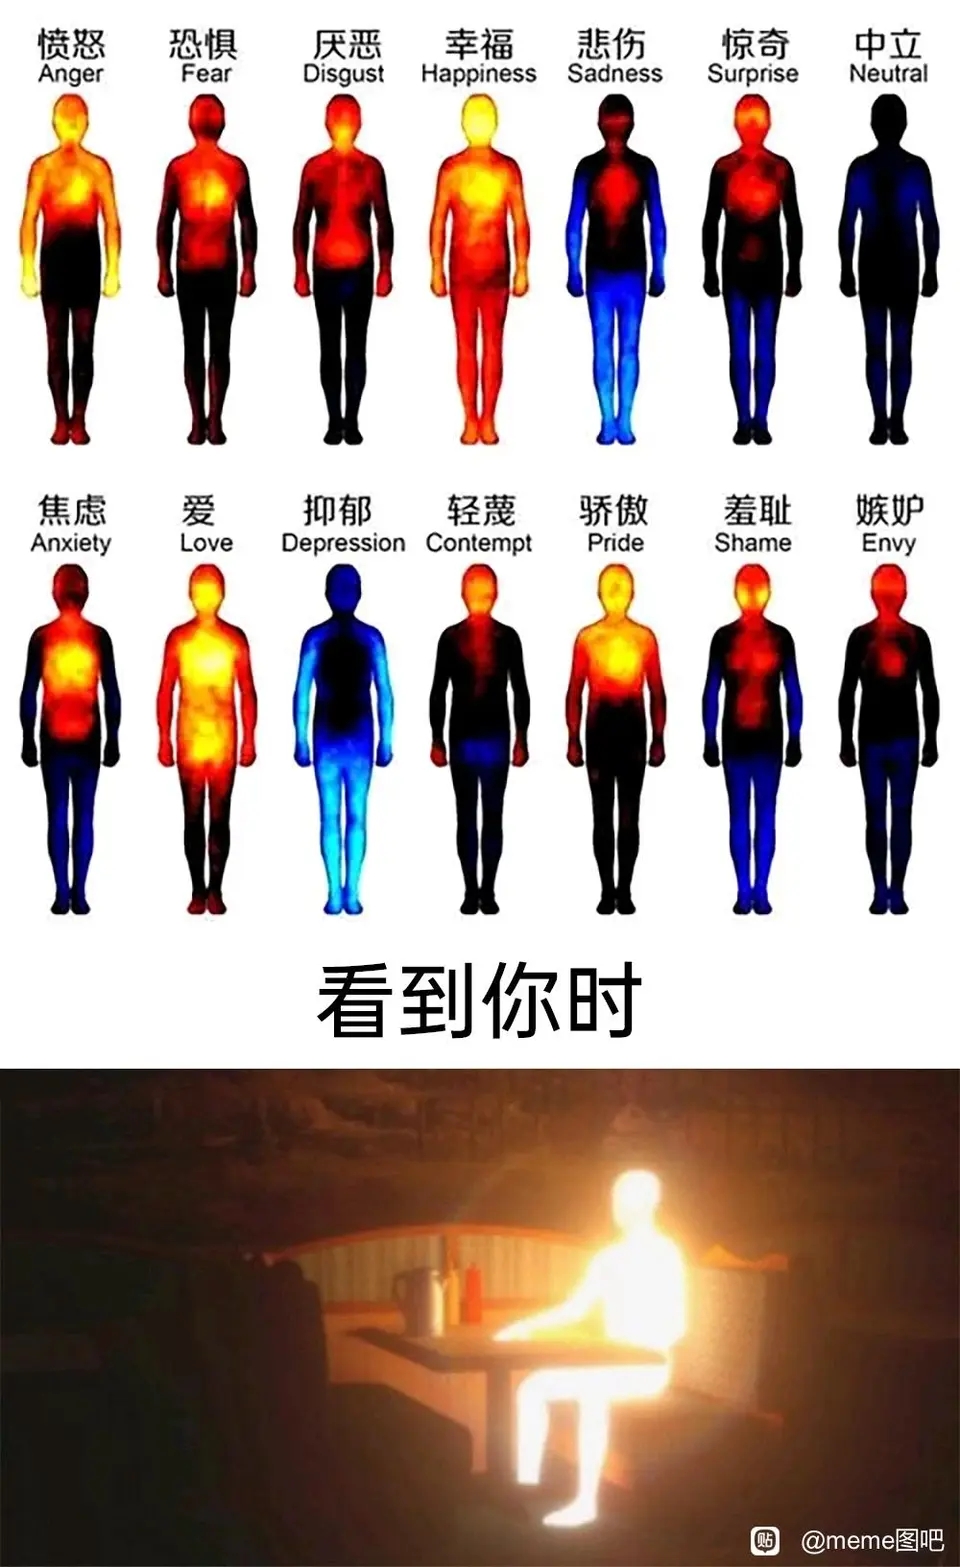 愤怒 恐惧 厌恶 幸福 悲伤 惊奇 中立
Anger Fear Disgust Happiness Sadness Surprise Neutral
焦虑 爱 抑郁 轻蔑 骄傲 羞耻 嫉妒
Anxiety Love Depression Contempt Pride Shame Envy
看到你时
贴 @meme图吧